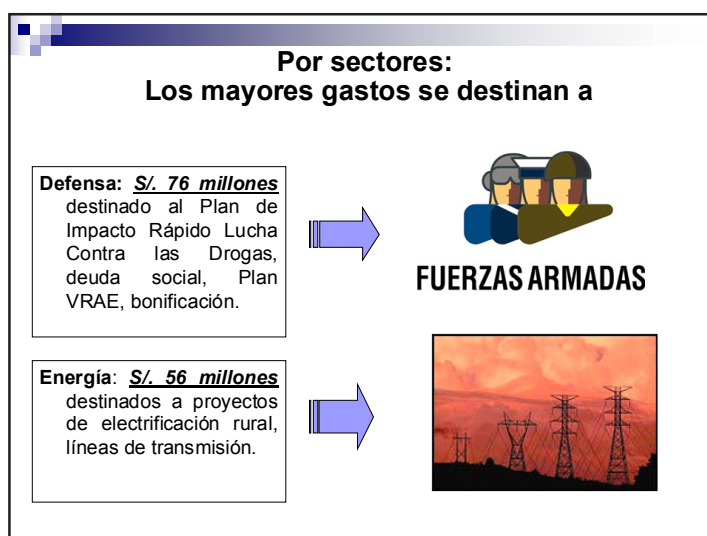 Por sectores:
Los mayores gastos se destinan a
Defensa: S/. 76 millones
destinado al Plan de
Impacto Rápido Lucha
Contra las Drogas,
deuda social, Plan
VRAE, bonificación.
FUERZAS ARMADAS
Energía: S/. 56 millones
destinados a proyectos
de electrificación rural,
líneas de transmisión.